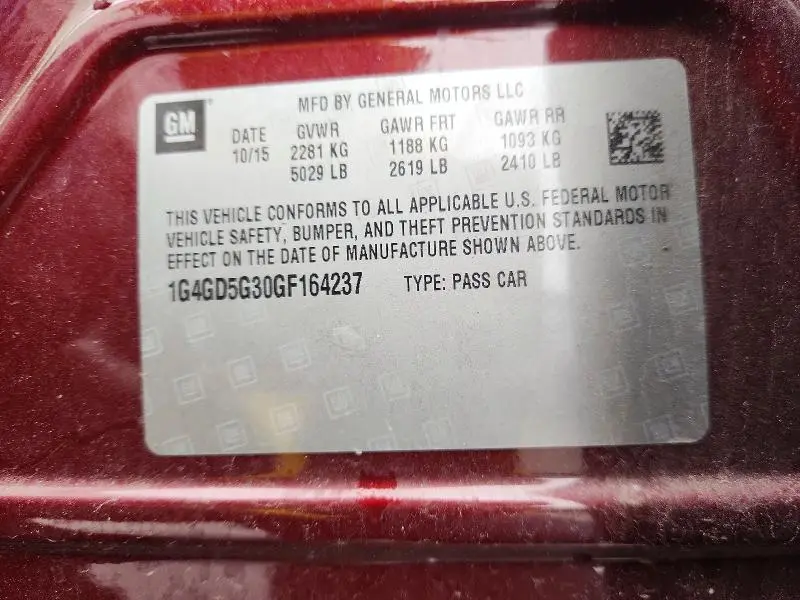 GM
MFD BY GENERAL MOTORS LLC
DATE GVWR GAWR FRT GAWR RR
10/15 2281 KG 1188 KG 1093 KG
5029 LB 2619 LB 2410 LB
THIS VEHICLE CONFORMS TO ALL APPLICABLE U.S. FEDERAL MOTOR
VEHICLE SAFETY, BUMPER, AND THEFT PREVENTION STANDARDS IN
EFFECT ON THE DATE OF MANUFACTURE SHOWN ABOVE.
1G4GD5G30GF164237 TYPE: PASS CAR